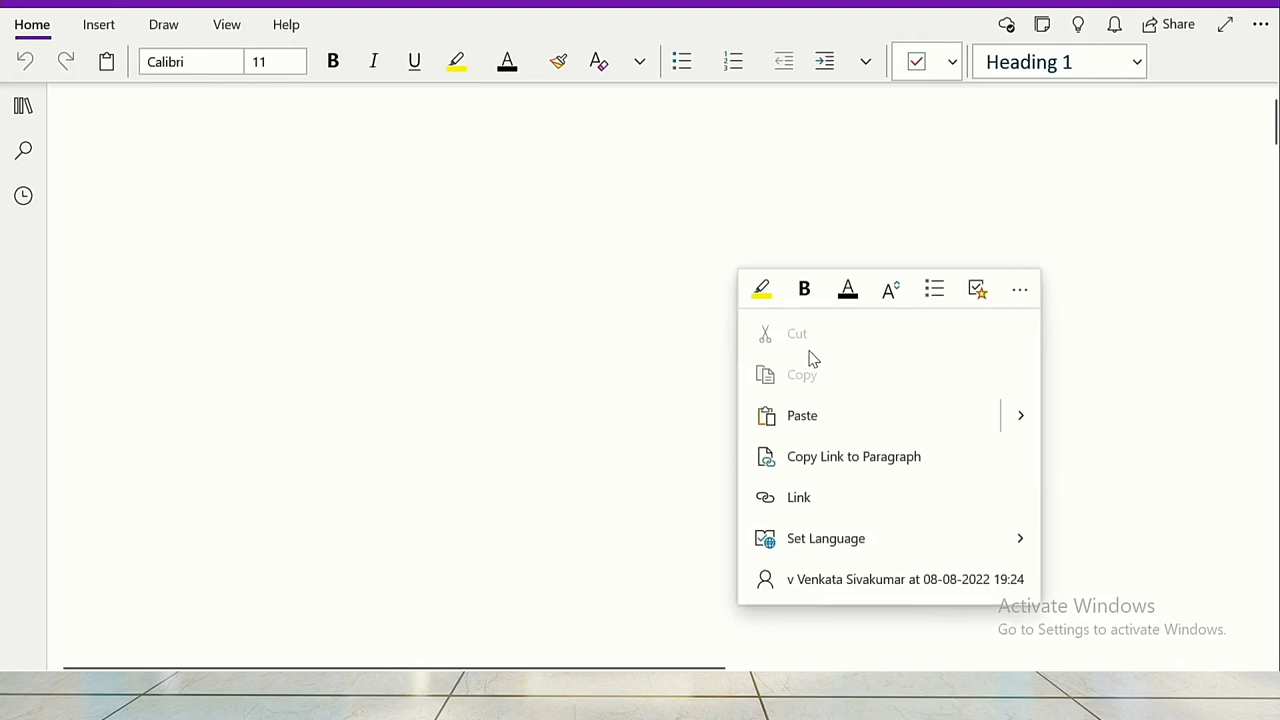 Home Insert Draw View Help Share
Calibri 11 B I U A A Heading 1
B A A
Cut
Copy
Paste
Copy Link to Paragraph
Link
Set Language
v Venkata Sivakumar at 08-08-2022 19:24
Activate Windows
Go to Settings to activate Windows.